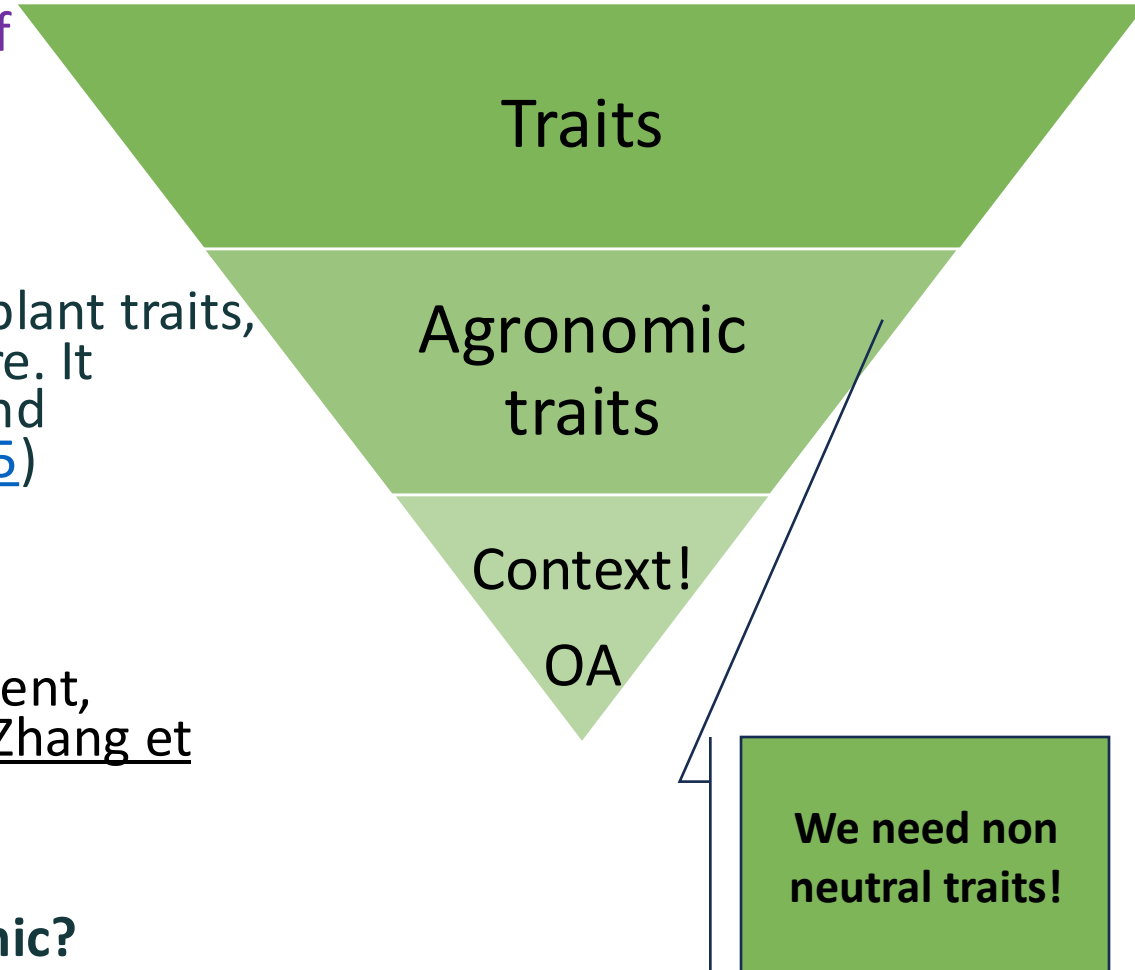 f
Traits
plant traits,
re. It
nd
5)
Agronomic
traits
Context!
OA
ent,
Zhang et
We need non
neutral traits!
nic?